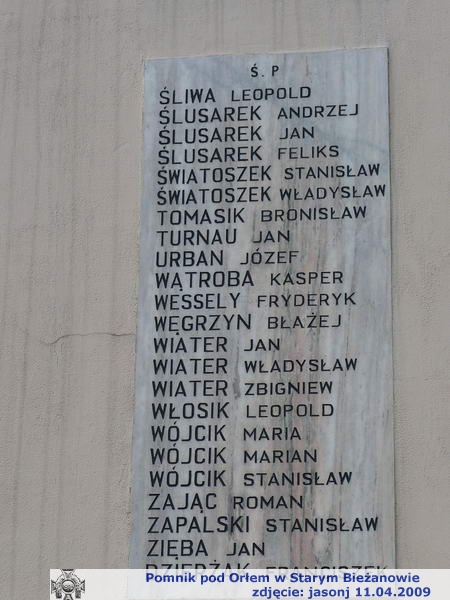 Ś. P
ŚLIWA LEOPOLD
ŚLUSAREK ANDRZEJ
ŚLUSAREK JAN
ŚLUSAREK FELIKS
ŚWIATOSZEK STANISŁAW
ŚWIATOSZEK WŁADYSŁAW
TOMASIK BRONISŁAW
TURNAU JAN
URBAN JÓZEF
WĄTROBA KASPER
WESSELY FRYDERYK
WĘGRZYN BŁAŻEJ
WIATER JAN
WIATER WŁADYSŁAW
WIATER ZBIGNIEW
WŁOSIK LEOPOLD
WÓJCIK MARIA
WÓJCIK MARIAN
WÓJCIK STANISŁAW
ZAJĄC ROMAN
ZAPALSKI STANISŁAW
ZIĘBA JAN
FRANCISZEK
Pomnik pod Orłem w Starym Bieżanowie
zdjęcie: jasonj 11.04.2009